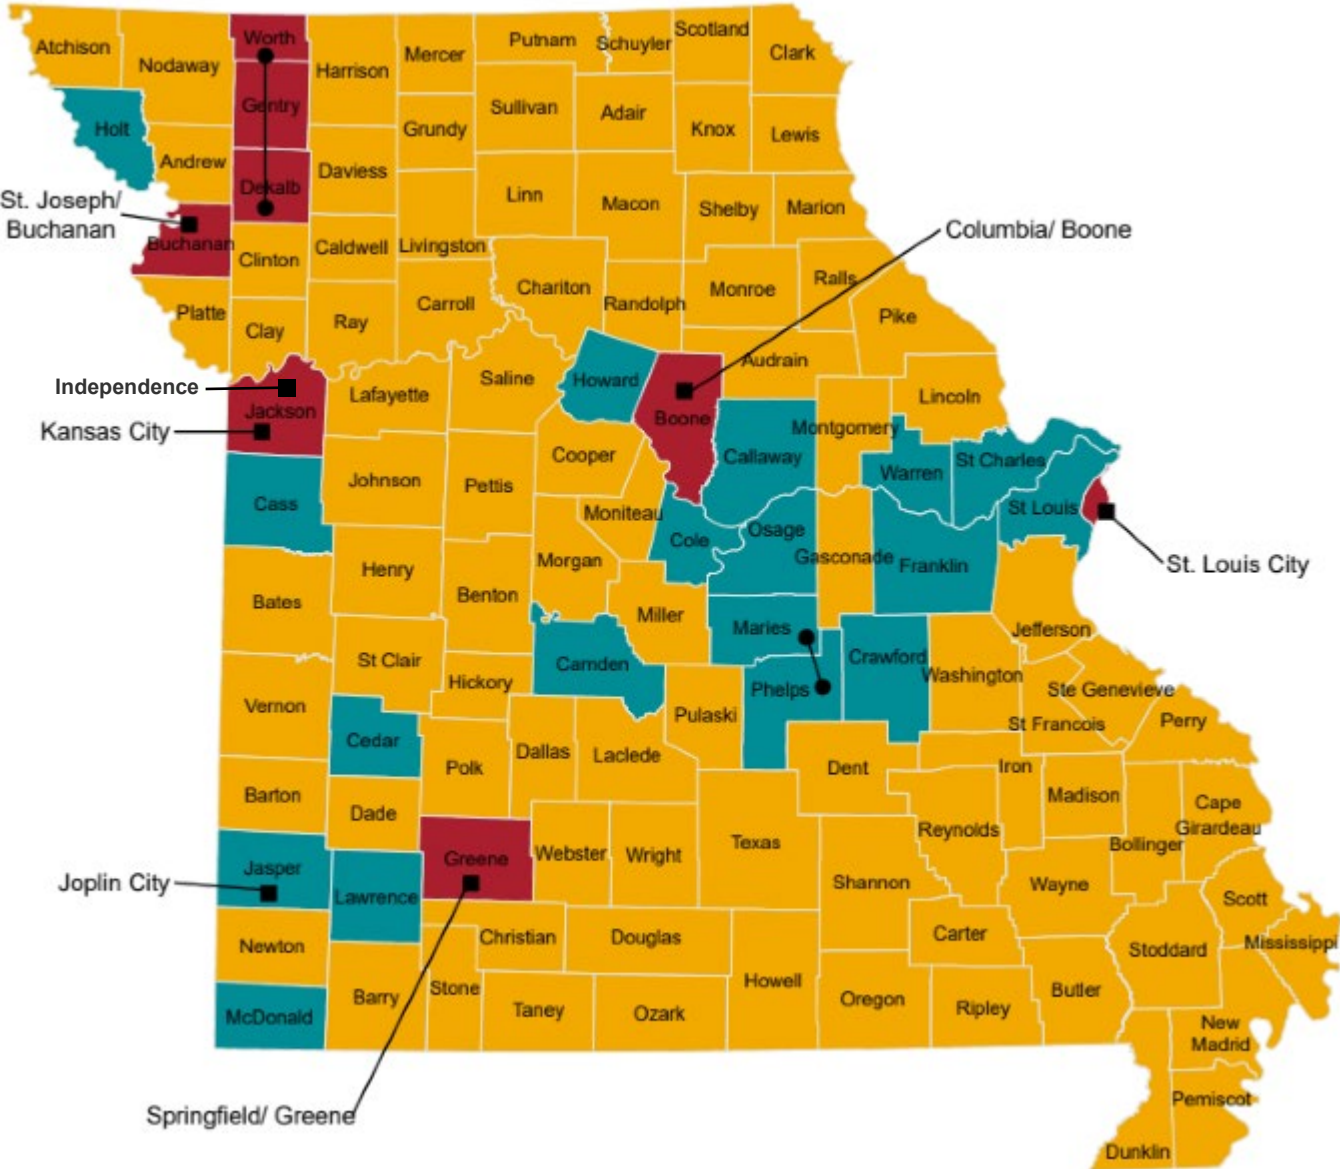 Worth
Scotland
Atchison
Nodaway
Harrison
Mercer
Putnam
Schuyler
Clark
Gentry
Sullivan
Adair
Holt
Grundy
Knox
Lewis
Andrew
Daviess
Dekalb
Linn
Macon
Shelby
Marion
St. Joseph/
Buchanan
Buchanan
Clinton
Caldwell
Livingston
Columbia/ Boone
Platte
Clay
Ray
Carroll
Chariton
Randolph
Monroe
Ralls
Pike
Audrain
Independence
Jackson
Lafayette
Saline
Howard
Boone
Lincoln
Kansas City
Montgomery
Cooper
Callaway
Warren
St Charles
Cass
Johnson
Pettis
Moniteau
St Louis
Cole
Osage
Morgan
Gasconade
Franklin
St. Louis City
Henry
Bates
Benton
Miller
Maries
Jefferson
St Clair
Camden
Crawford
Washington
Hickory
Phelps
Ste Genevieve
Vernon
Pulaski
St Francois
Perry
Cedar
Polk
Dallas
Laclede
Dent
Iron
Barton
Dade
Madison
Cape
Girardeau
Reynolds
Bollinger
Jasper
Joplin City
Lawrence
Greene
Webster
Wright
Texas
Shannon
Wayne
Scott
Newton
Christian
Douglas
Carter
Stoddard
Mississippi
McDonald
Barry
Stone
Taney
Ozark
Howell
Oregon
Ripley
Butler
New
Madrid
Springfield/ Greene
Pemiscot
Dunklin